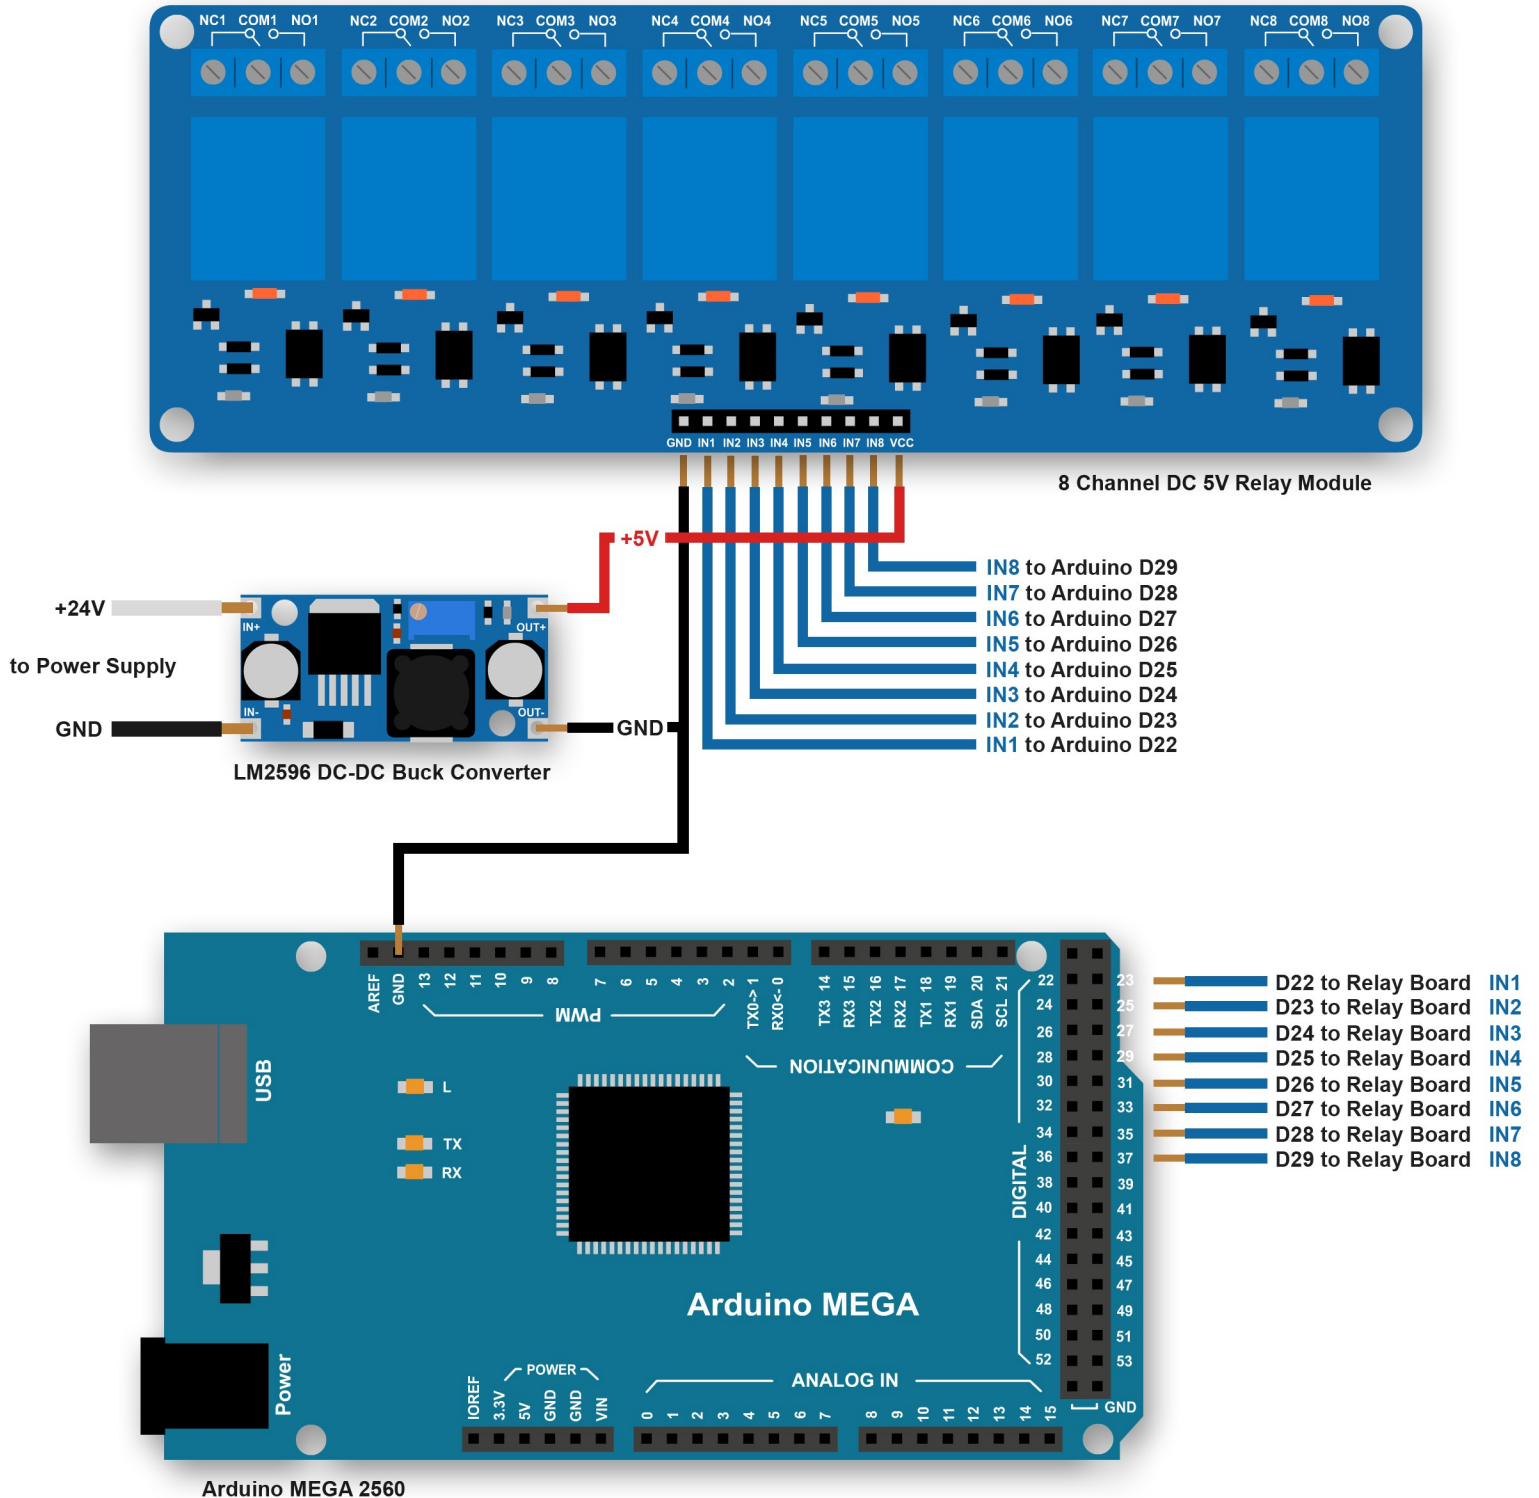 NC1 COM1 NO1 NC2 COM2 NO2 NC3 COM3 NO3 NC4 COM4 NO4 NC5 COM5 NO5 NC6 COM6 NO6 NC7 COM7 NO7 NC8 COM8 NO8
GND IN1 IN2 IN3 IN4 IN5 IN6 IN7 IN8 VCC
8 Channel DC 5V Relay Module
+5V
IN8 to Arduino D29
IN7 to Arduino D28
IN6 to Arduino D27
IN5 to Arduino D26
IN4 to Arduino D25
IN3 to Arduino D24
IN2 to Arduino D23
IN1 to Arduino D22
+24V
IN+
OUT+
to Power Supply
IN-
OUT-
GND
GND
LM2596 DC-DC Buck Converter
AREF GND 13 12 11 10 9 8
7 6 5 4 3 2 TX0-> 1 RX0<- 0
TX3 14 RX3 15 TX2 16 RX2 17 TX1 18 RX1 19 SDA 20 SCL 21
PWM
COMMUNICATION
22 23
24 25
26 27
28 29
30 31
32 33
34 35
36 37
38 39
40 41
42 43
44 45
46 47
48 49
50 51
52 53
GND
DIGITAL
D22 to Relay Board IN1
D23 to Relay Board IN2
D24 to Relay Board IN3
D25 to Relay Board IN4
D26 to Relay Board IN5
D27 to Relay Board IN6
D28 to Relay Board IN7
D29 to Relay Board IN8
USB
L
TX
RX
Arduino MEGA
Power
POWER
IOREF 3.3V 5V GND GND VIN
ANALOG IN
0 1 2 3 4 5 6 7 8 9 10 11 12 13 14 15
Arduino MEGA 2560